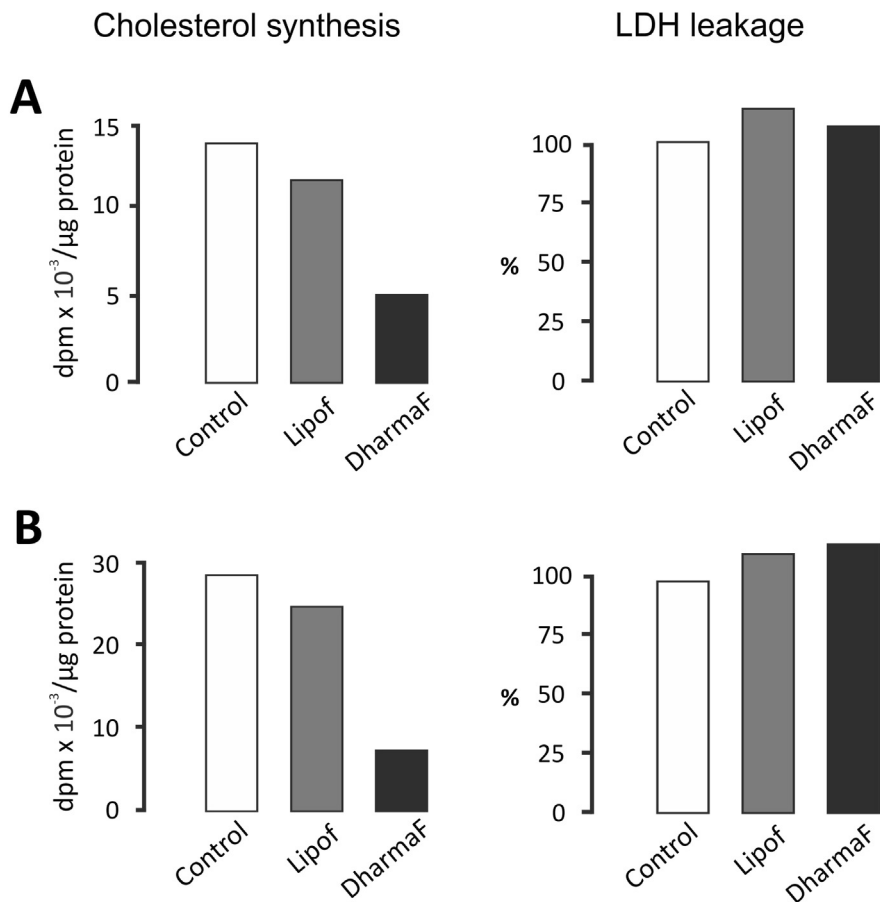 Cholesterol synthesis
LDH leakage
A
dpm x 10⁻³/µg protein
15
10
5
0
Control
Lipof
DharmaF
%
100
75
50
25
0
Control
Lipof
DharmaF
B
dpm x 10⁻³/µg protein
30
20
10
0
Control
Lipof
DharmaF
%
100
75
50
25
0
Control
Lipof
DharmaF